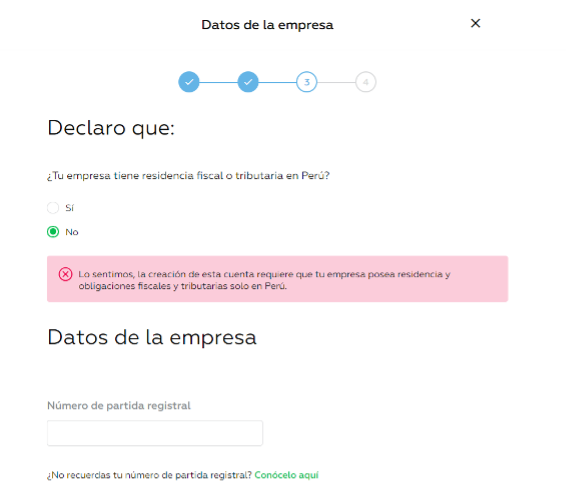 Datos de la empresa
3
4
Declaro que:
¿Tu empresa tiene residencia fiscal o tributaria en Perú?
Sí
No
Lo sentimos, la creación de esta cuenta requiere que tu empresa posea residencia y
obligaciones fiscales y tributarias solo en Perú.
Datos de la empresa
Número de partida registral
¿No recuerdas tu número de partida registral? Conócelo aquí